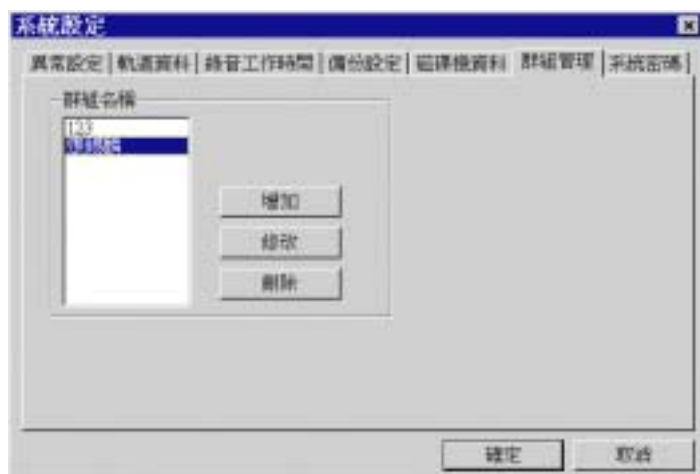 系統設定
異常設定 軌道資料 錄音工作時間 備份設定 磁碟機資料 群組管理 系統密碼
群組名稱
123
增加
修改
刪除
確定 取消